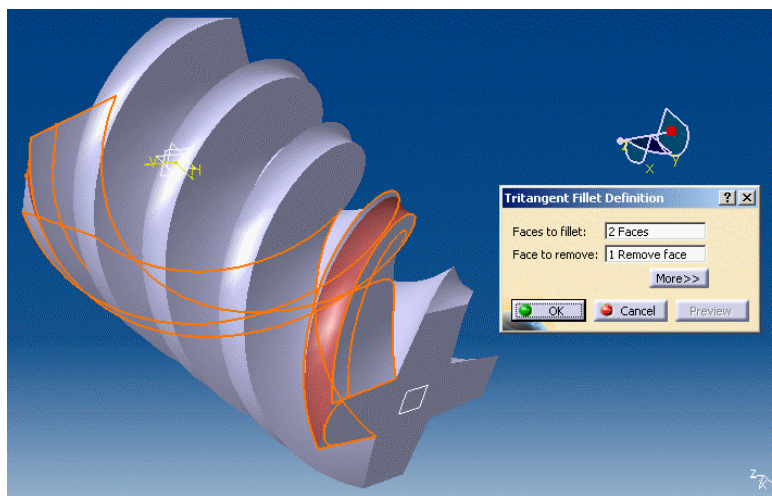 z
x
y
H
Tritangent Fillet Definition
Faces to fillet: 2 Faces
Face to remove: 1 Remove face
More>>
OK Cancel Preview
z